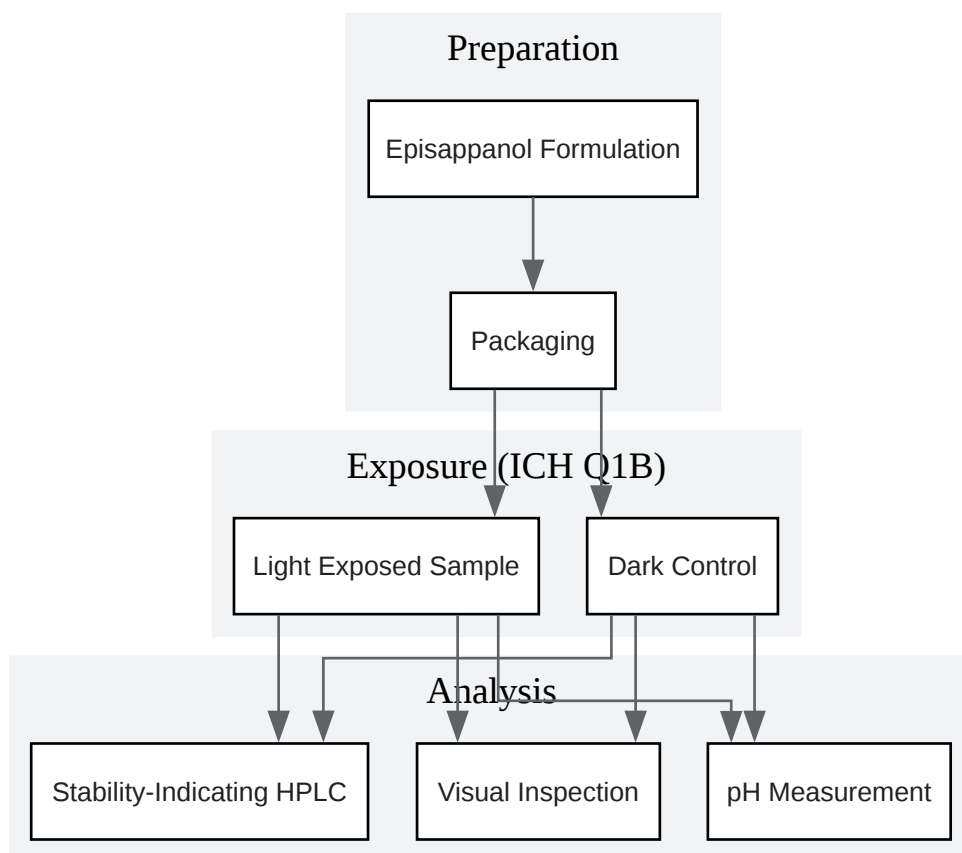 Preparation
Episappanol Formulation
Packaging
Exposure (ICH Q1B)
Light Exposed Sample
Dark Control
Analysis
Stability-Indicating HPLC
Visual Inspection
pH Measurement